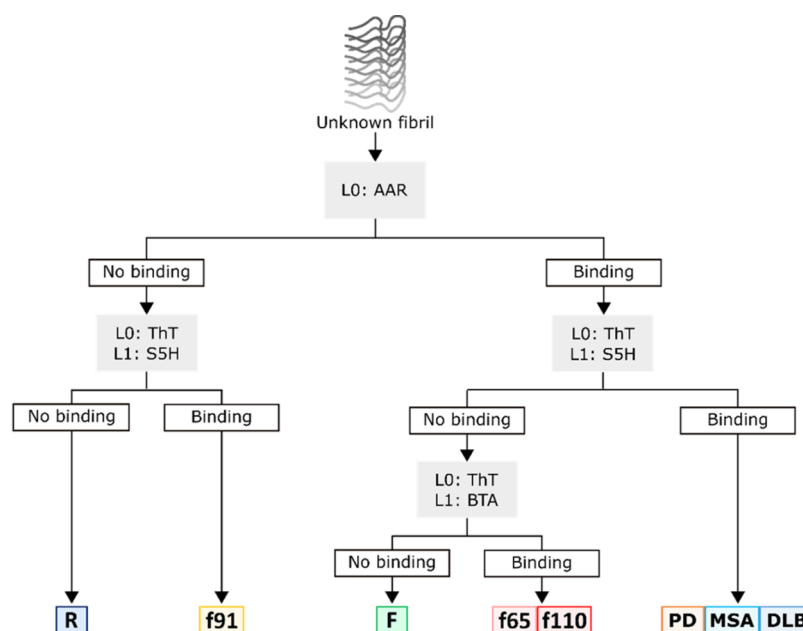 Unknown fibril
L0: AAR
No binding
Binding
L0: ThT
L1: S5H
L0: ThT
L1: S5H
No binding
Binding
No binding
Binding
L0: ThT
L1: BTA
No binding
Binding
R
f91
F
f65
f110
PD
MSA
DLB